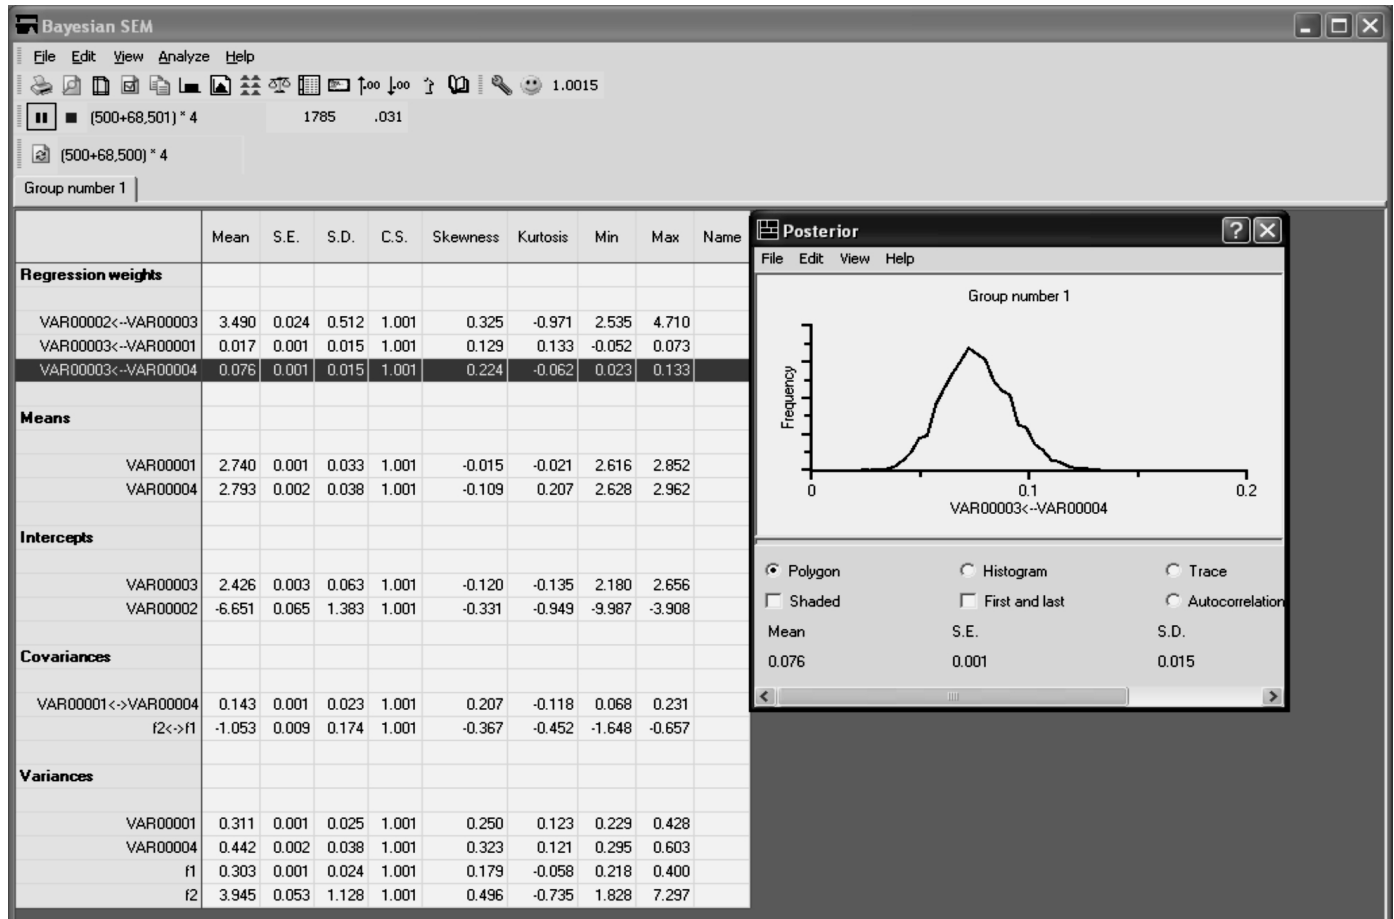 Bayesian SEM
File Edit View Analyze Help
1.0015
(500+68,501) * 4 1785 .031
(500+68,500) * 4
Group number 1
Mean S.E. S.D. C.S. Skewness Kurtosis Min Max Name
Regression weights
VAR00002<--VAR00003 3.490 0.024 0.512 1.001 0.325 -0.971 2.535 4.710
VAR00003<--VAR00001 0.017 0.001 0.015 1.001 0.129 0.133 -0.052 0.073
VAR00003<--VAR00004 0.076 0.001 0.015 1.001 0.224 -0.062 0.023 0.133
Means
VAR00001 2.740 0.001 0.033 1.001 -0.015 -0.021 2.616 2.852
VAR00004 2.793 0.002 0.038 1.001 -0.109 0.207 2.628 2.962
Intercepts
VAR00003 2.426 0.003 0.063 1.001 -0.120 -0.135 2.180 2.656
VAR00002 -6.651 0.065 1.383 1.001 -0.331 -0.949 -9.987 -3.908
Covariances
VAR00001<->VAR00004 0.143 0.001 0.023 1.001 0.207 -0.118 0.068 0.231
f2<->f1 -1.053 0.009 0.174 1.001 -0.367 -0.452 -1.648 -0.657
Variances
VAR00001 0.311 0.001 0.025 1.001 0.250 0.123 0.229 0.428
VAR00004 0.442 0.002 0.038 1.001 0.323 0.121 0.295 0.603
f1 0.303 0.001 0.024 1.001 0.179 -0.058 0.218 0.400
f2 3.945 0.053 1.128 1.001 0.496 -0.735 1.828 7.297
Posterior
File Edit View Help
Group number 1
Frequency
0 0.1 0.2
VAR00003<--VAR00004
Polygon Histogram Trace
Shaded First and last Autocorrelation
Mean S.E. S.D.
0.076 0.001 0.015